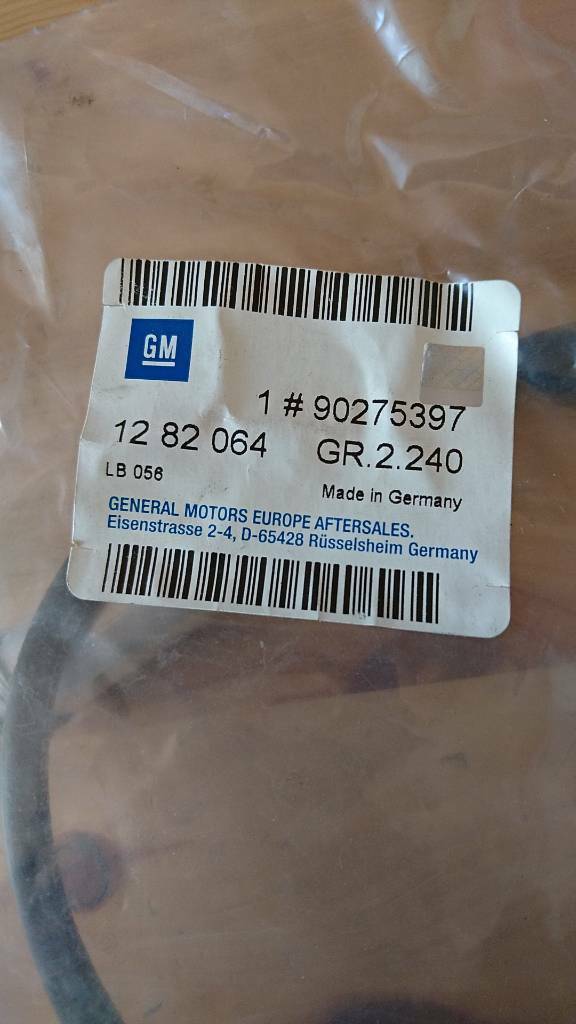 GM
1 # 90275397
12 82 064 GR.2.240
LB 056 Made in Germany
GENERAL MOTORS EUROPE AFTERSALES.
Eisenstrasse 2-4, D-65428 Rüsselsheim Germany